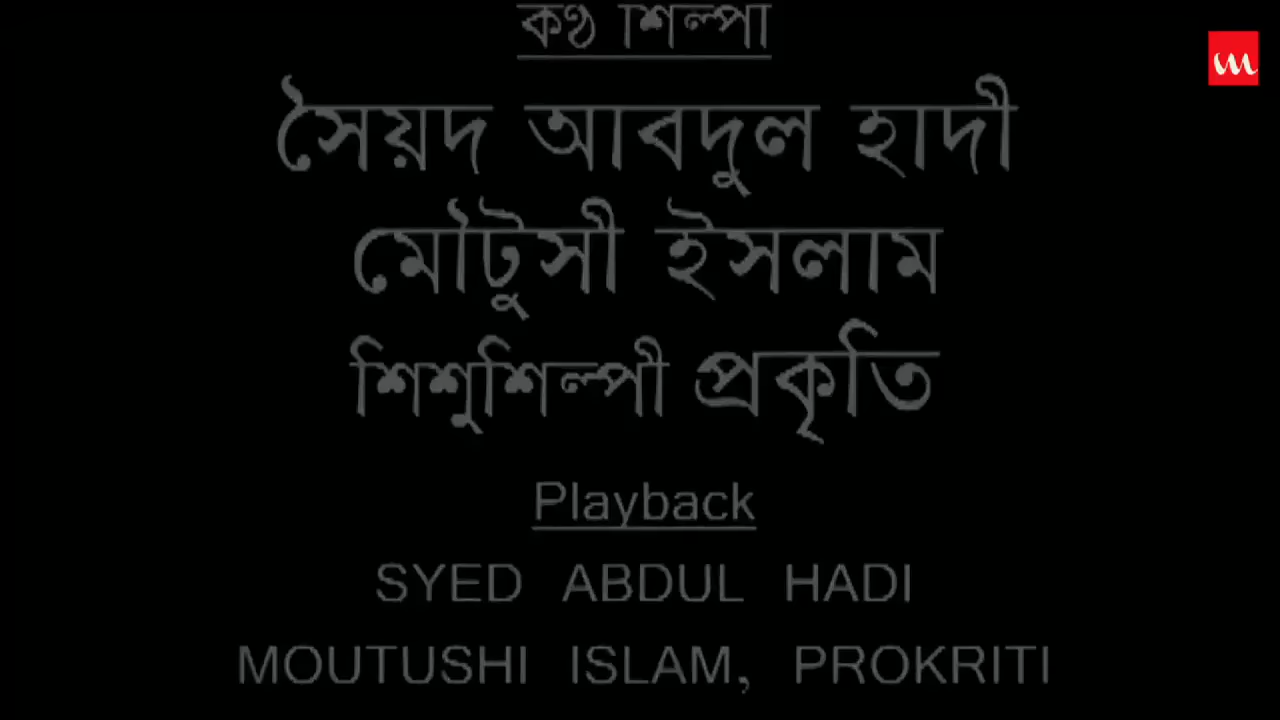 কণ্ঠ শিল্পী
সৈয়দ আবদুল হাদী
মৌটুসী ইসলাম
শিশুশিল্পী প্রকৃতি
Playback
SYED ABDUL HADI
MOUTUSHI ISLAM, PROKRITI